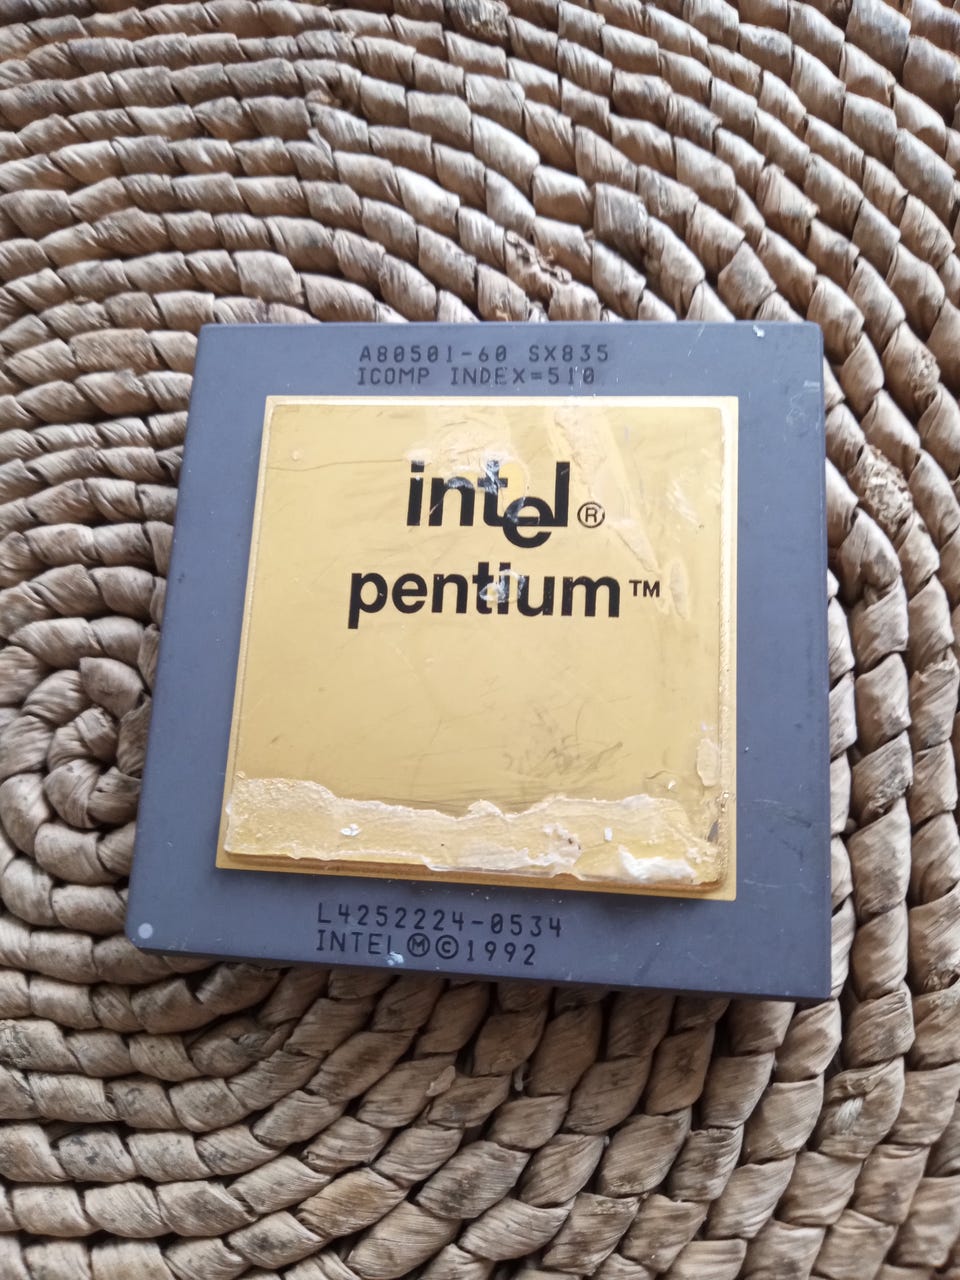 A80501-60 SX835
ICOMP INDEX=510
intel®
pentium™
L4252224-0534
INTEL Ⓜ©1992